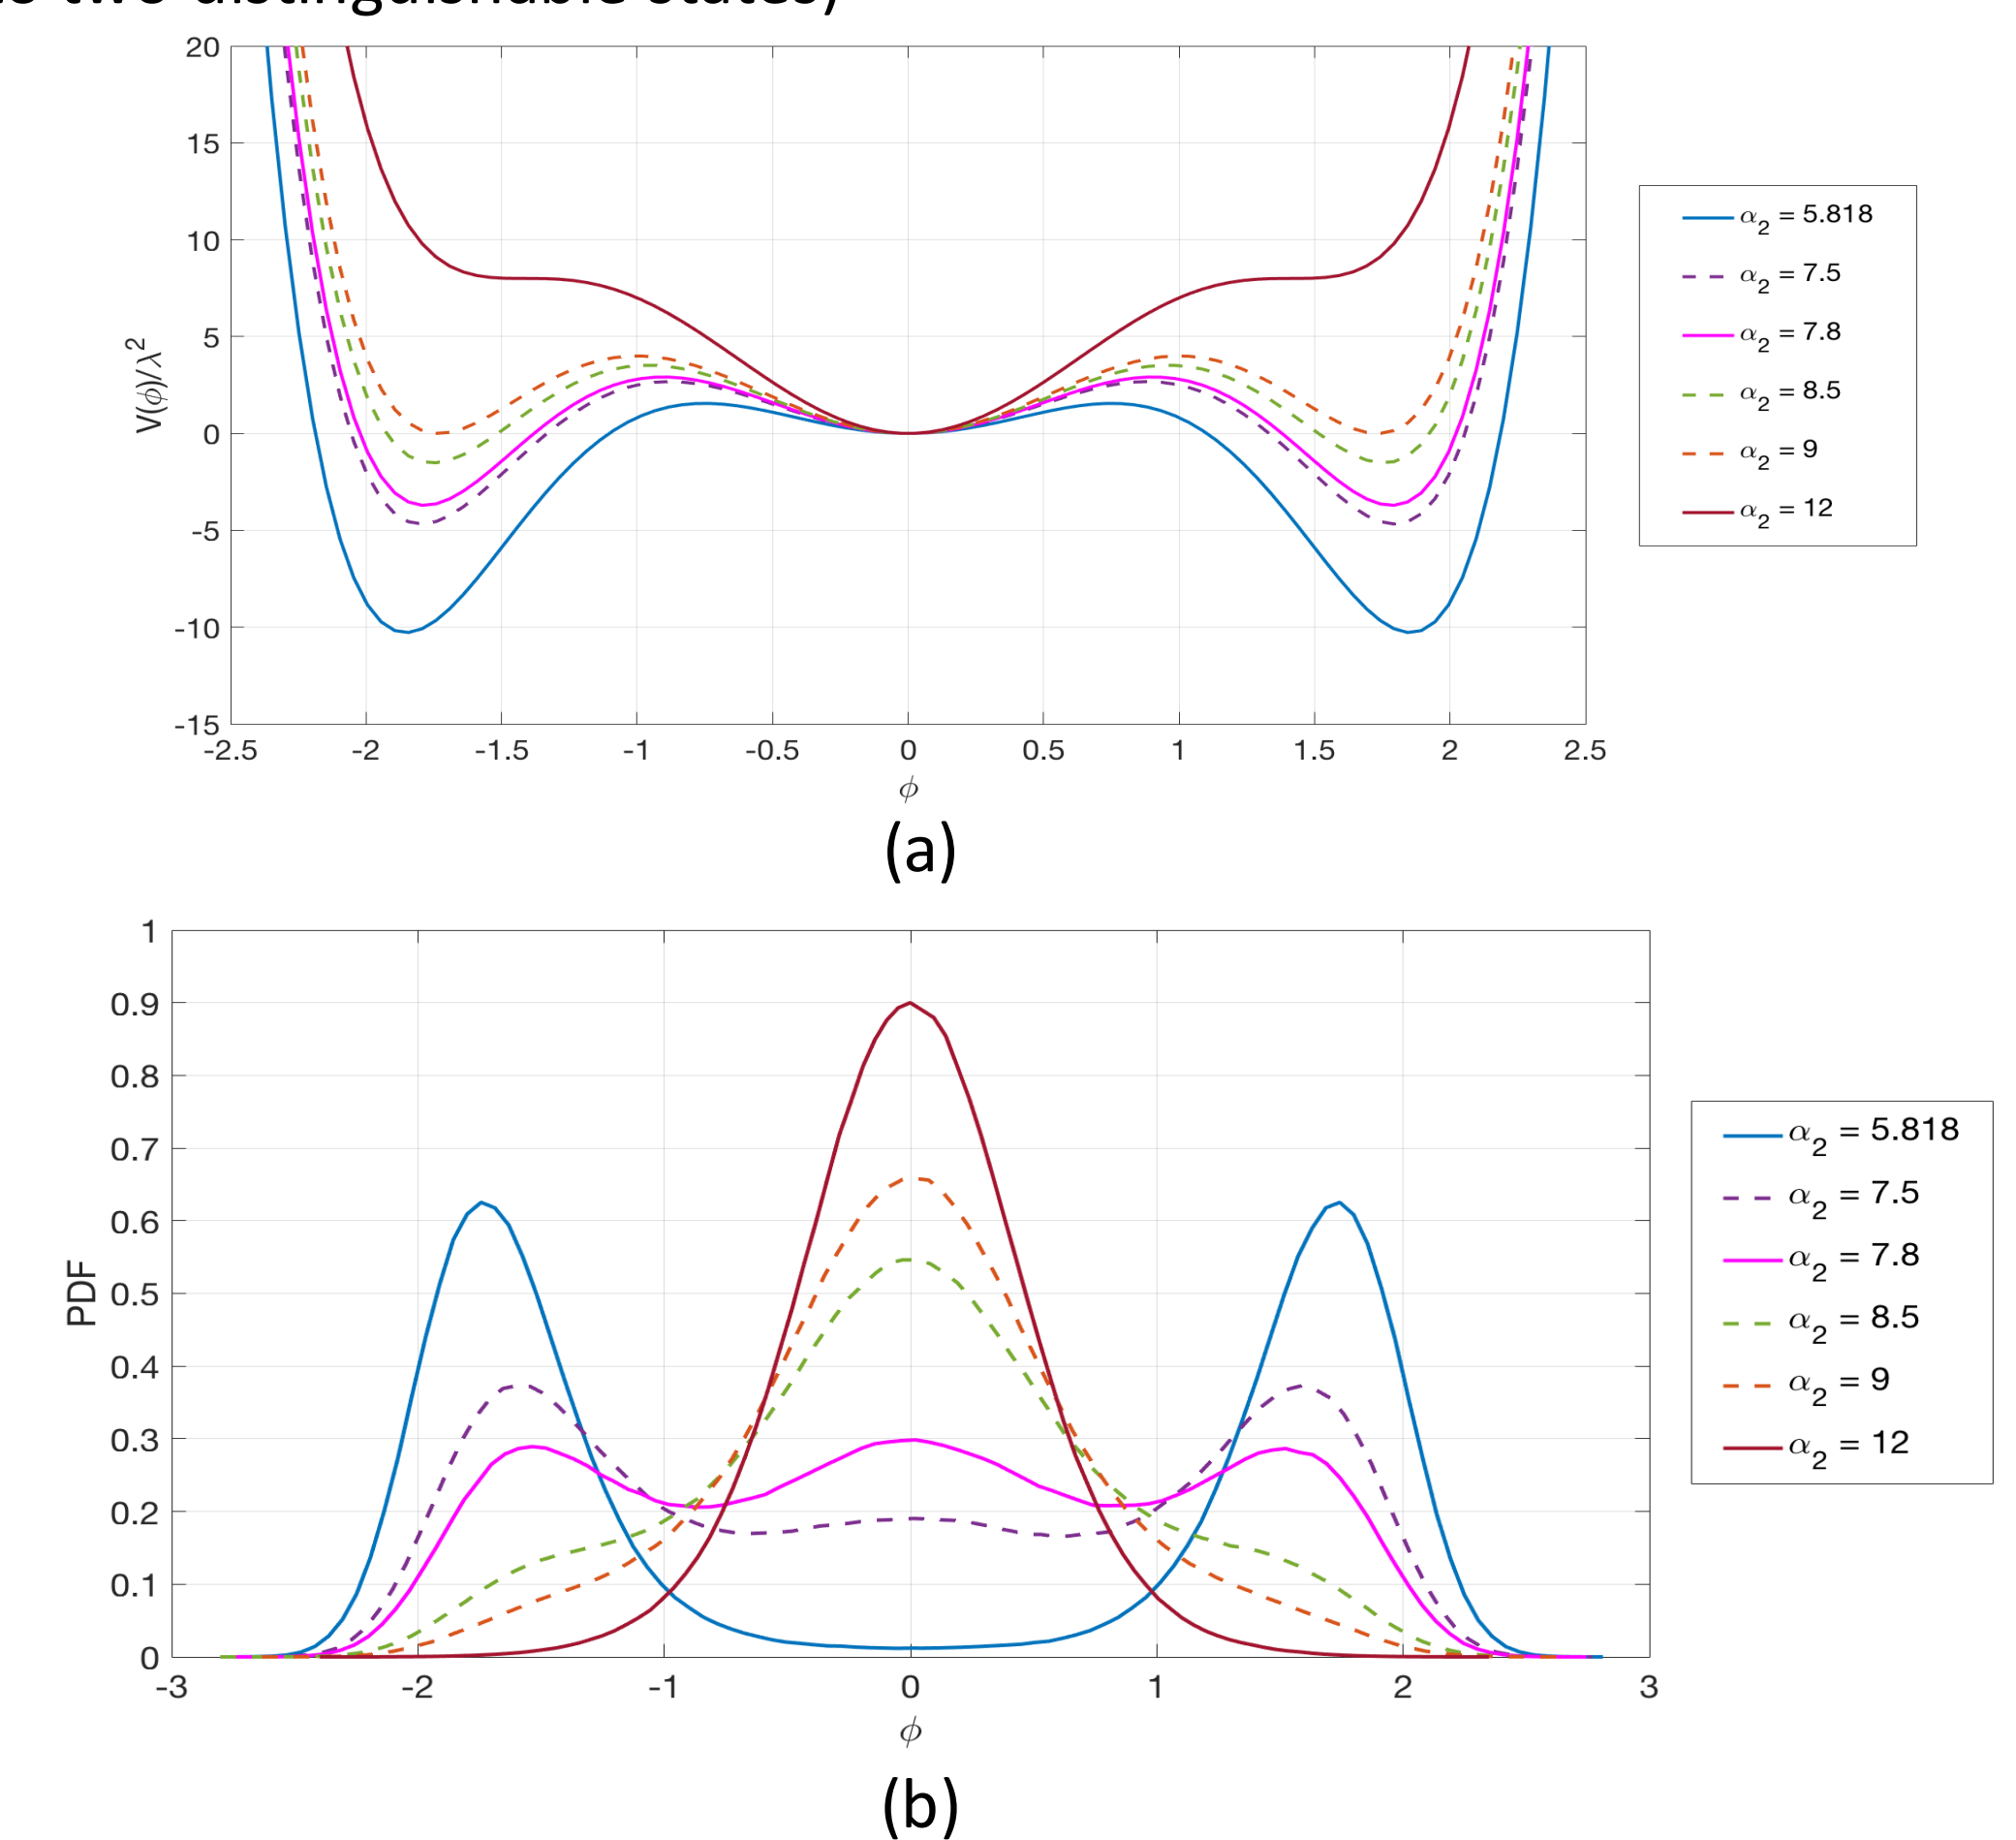 two distinguishable states)
20
15
10
5
0
-5
-10
-15
V(ϕ)/λ²
-2.5 -2 -1.5 -1 -0.5 0 0.5 1 1.5 2 2.5
ϕ
α₂ = 5.818
α₂ = 7.5
α₂ = 7.8
α₂ = 8.5
α₂ = 9
α₂ = 12
(a)
1
0.9
0.8
0.7
0.6
0.5
0.4
0.3
0.2
0.1
0
PDF
-3 -2 -1 0 1 2 3
ϕ
α₂ = 5.818
α₂ = 7.5
α₂ = 7.8
α₂ = 8.5
α₂ = 9
α₂ = 12
(b)